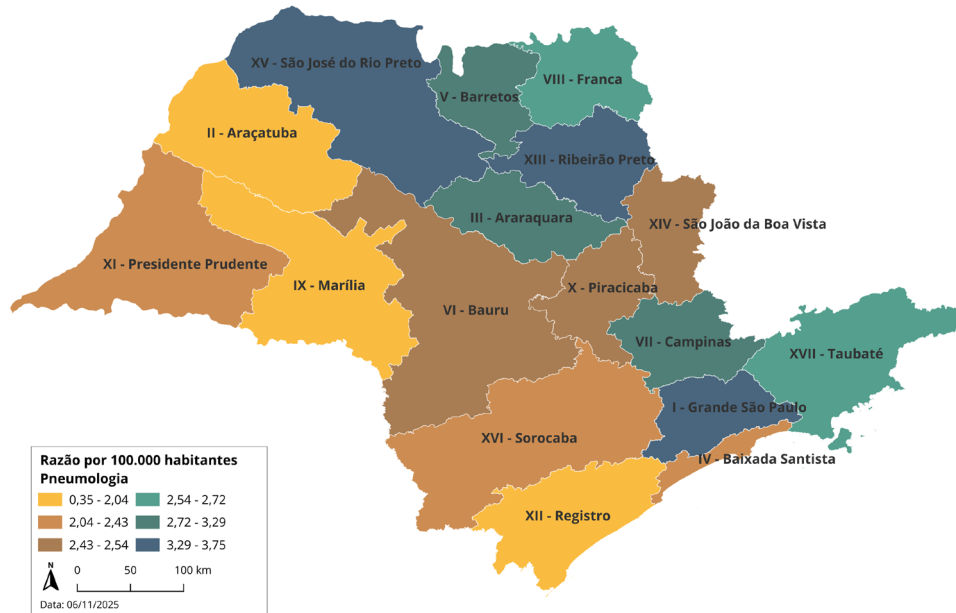 XV - São José do Rio Preto
VIII - Franca
V - Barretos
II - Araçatuba
XIII - Ribeirão Preto
III - Araraquara
XIV - São João da Boa Vista
XI - Presidente Prudente
IX - Marília
X - Piracicaba
VI - Bauru
VII - Campinas
XVII - Taubaté
I - Grande São Paulo
XVI - Sorocaba
IV - Baixada Santista
XII - Registro
Razão por 100.000 habitantes
Pneumologia
0,35 - 2,04 2,54 - 2,72
2,04 - 2,43 2,72 - 3,29
2,43 - 2,54 3,29 - 3,75
N
0 50 100 km
Data: 06/11/2025